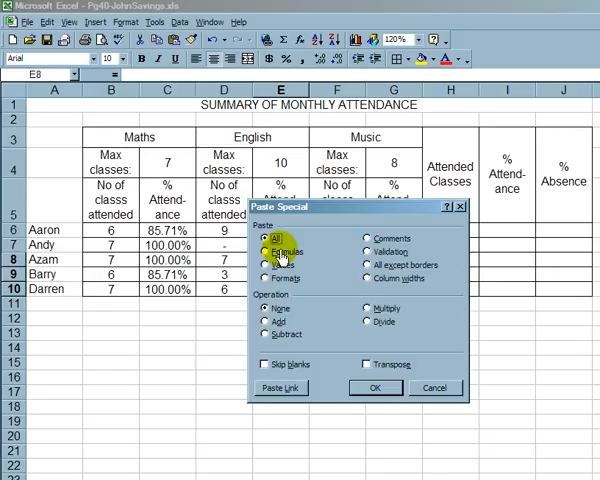 Microsoft Excel - Pg40-JohnSavings.xls
File Edit View Insert Format Tools Data Window Help
120%
Arial 10 B I U $ % ,
E8 =
A B C D E F G H I J
1 SUMMARY OF MONTHLY ATTENDANCE
2
3 Maths English Music
4 Max classes: 7 Max classes: 10 Max classes: 8 Attended Classes % Attend-ance % Absence
5 No of classs attended % Attend-ance No of classs attended
6 Aaron 6 85.71% 9
7 Andy 7 100.00% -
8 Azam 7 100.00% 7
9 Barry 6 85.71% 3
10 Darren 7 100.00% 6
11
12
13
14
15
16
17
18
19
20
21
22
23
Paste Special
Paste
All Comments
Formulas Validation
Values All except borders
Formats Column widths
Operation
None Multiply
Add Divide
Subtract
Skip blanks Transpose
Paste Link OK Cancel